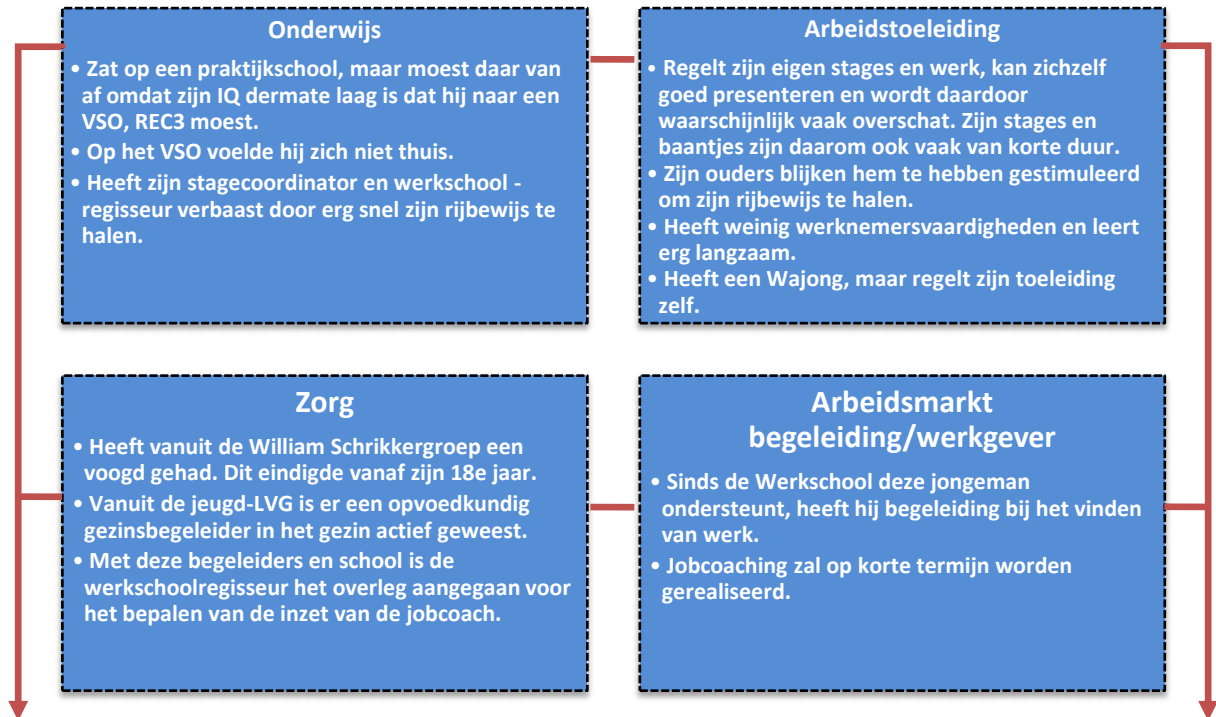 Onderwijs
• Zat op een praktijkschool, maar moest daar van
af omdat zijn IQ dermate laag is dat hij naar een
VSO, REC3 moest.
• Op het VSO voelde hij zich niet thuis.
• Heeft zijn stagecoordinator en werkschool -
regisseur verbaast door erg snel zijn rijbewijs te
halen.
Arbeidstoeleiding
• Regelt zijn eigen stages en werk, kan zichzelf
goed presenteren en wordt daardoor
waarschijnlijk vaak overschat. Zijn stages en
baantjes zijn daarom ook vaak van korte duur.
• Zijn ouders blijken hem te hebben gestimuleerd
om zijn rijbewijs te halen.
• Heeft weinig werknemersvaardigheden en leert
erg langzaam.
• Heeft een Wajong, maar regelt zijn toeleiding
zelf.
Zorg
• Heeft vanuit de William Schrikkergroep een
voogd gehad. Dit eindigde vanaf zijn 18e jaar.
• Vanuit de jeugd-LVG is er een opvoedkundig
gezinsbegeleider in het gezin actief geweest.
• Met deze begeleiders en school is de
werkschoolregisseur het overleg aangegaan voor
het bepalen van de inzet van de jobcoach.
Arbeidsmarkt
begeleiding/werkgever
• Sinds de Werkschool deze jongeman
ondersteunt, heeft hij begeleiding bij het vinden
van werk.
• Jobcoaching zal op korte termijn worden
gerealiseerd.